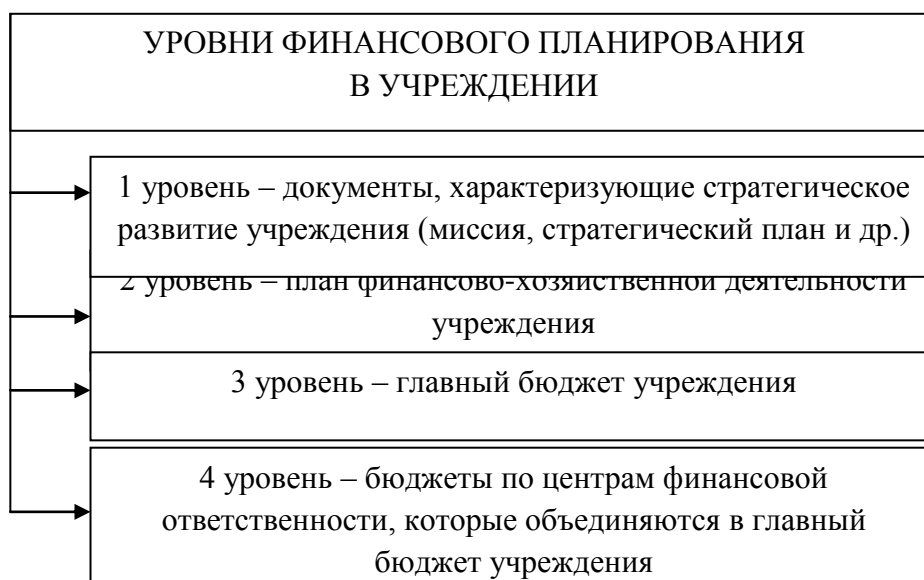 УРОВНИ ФИНАНСОВОГО ПЛАНИРОВАНИЯ
В УЧРЕЖДЕНИИ
1 уровень – документы, характеризующие стратегическое
развитие учреждения (миссия, стратегический план и др.)
2 уровень – план финансово-хозяйственной деятельности
учреждения
3 уровень – главный бюджет учреждения
4 уровень – бюджеты по центрам финансовой
ответственности, которые объединяются в главный
бюджет учреждения